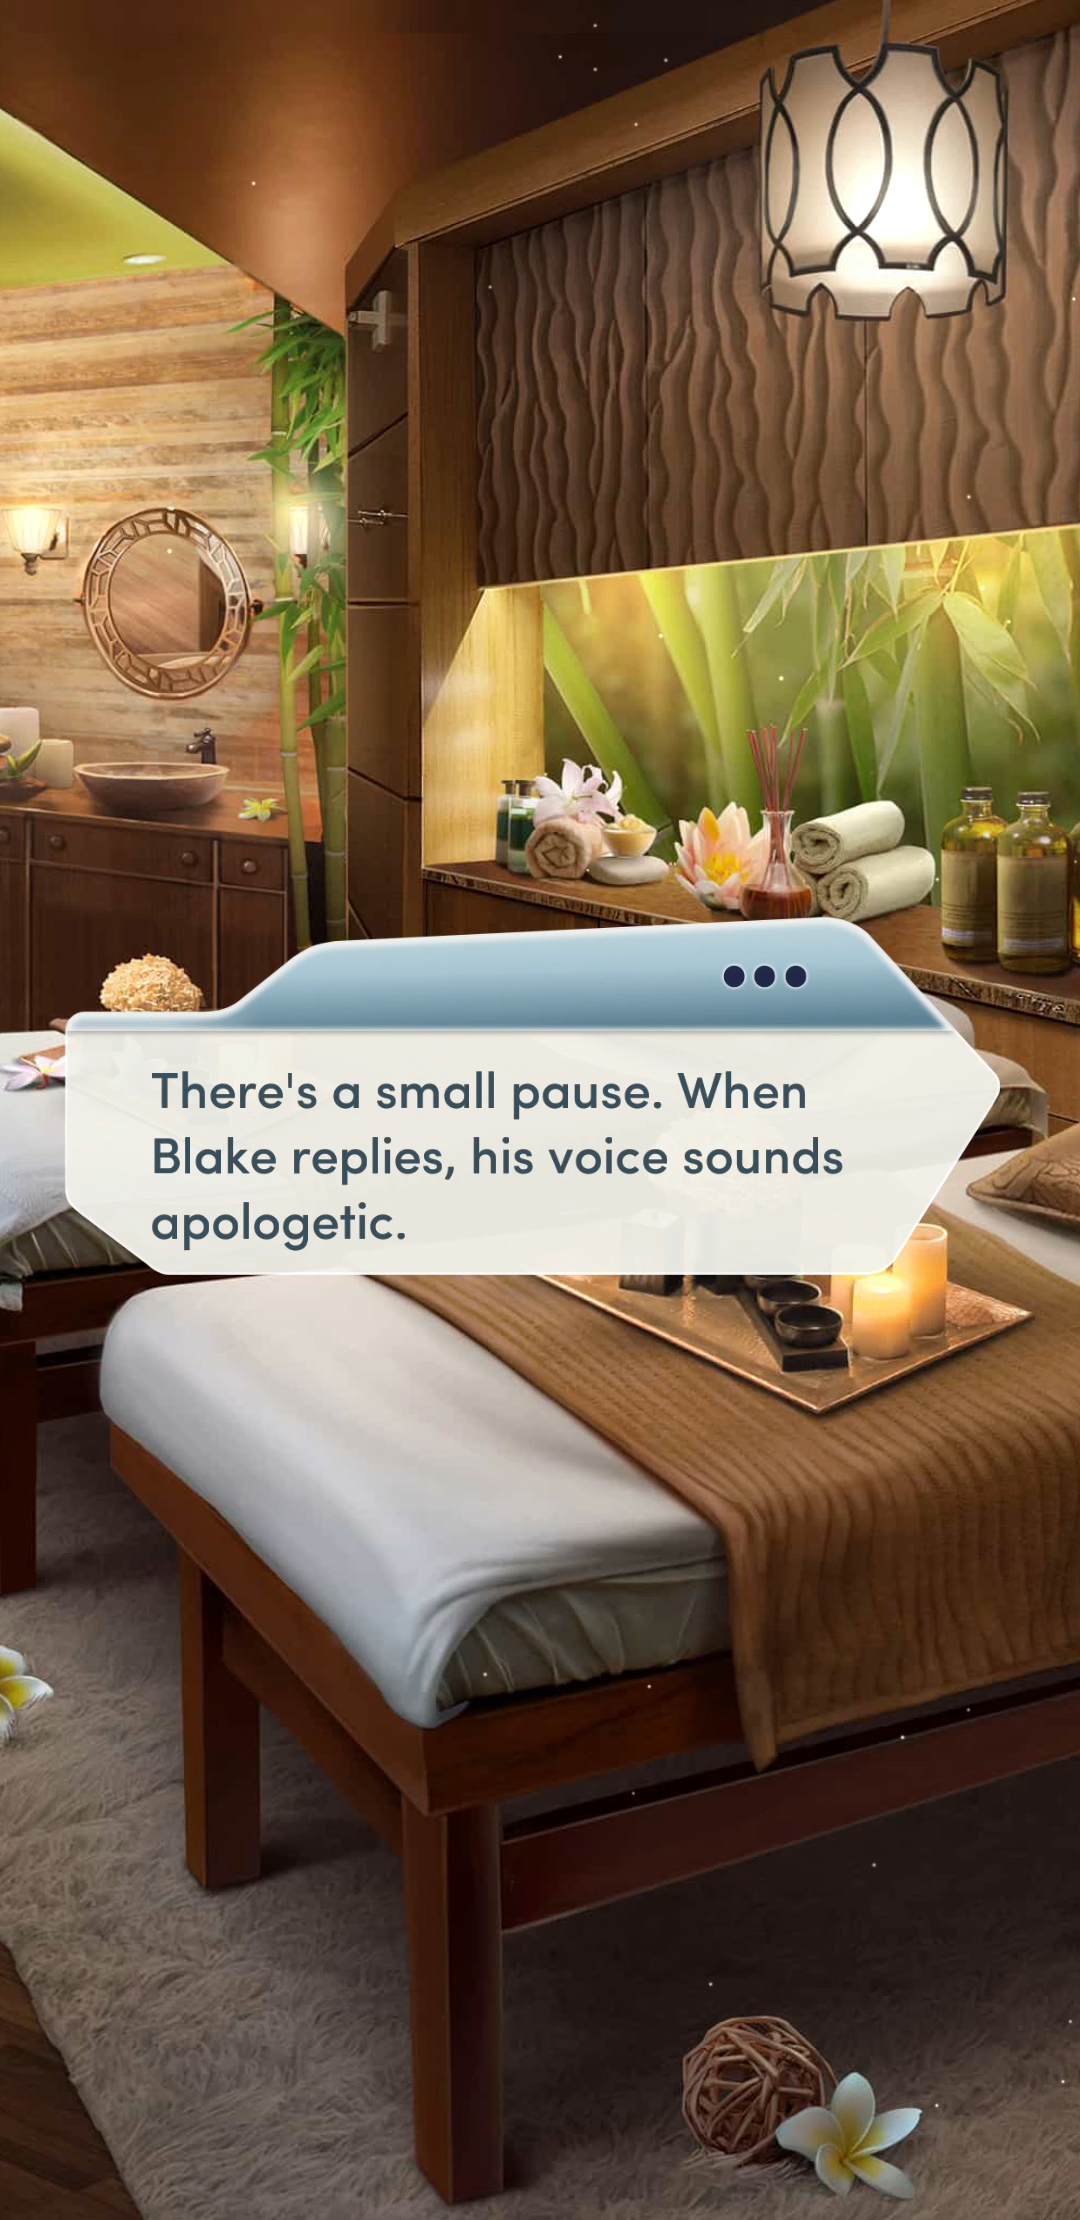 There's a small pause. When
Blake replies, his voice sounds
apologetic.